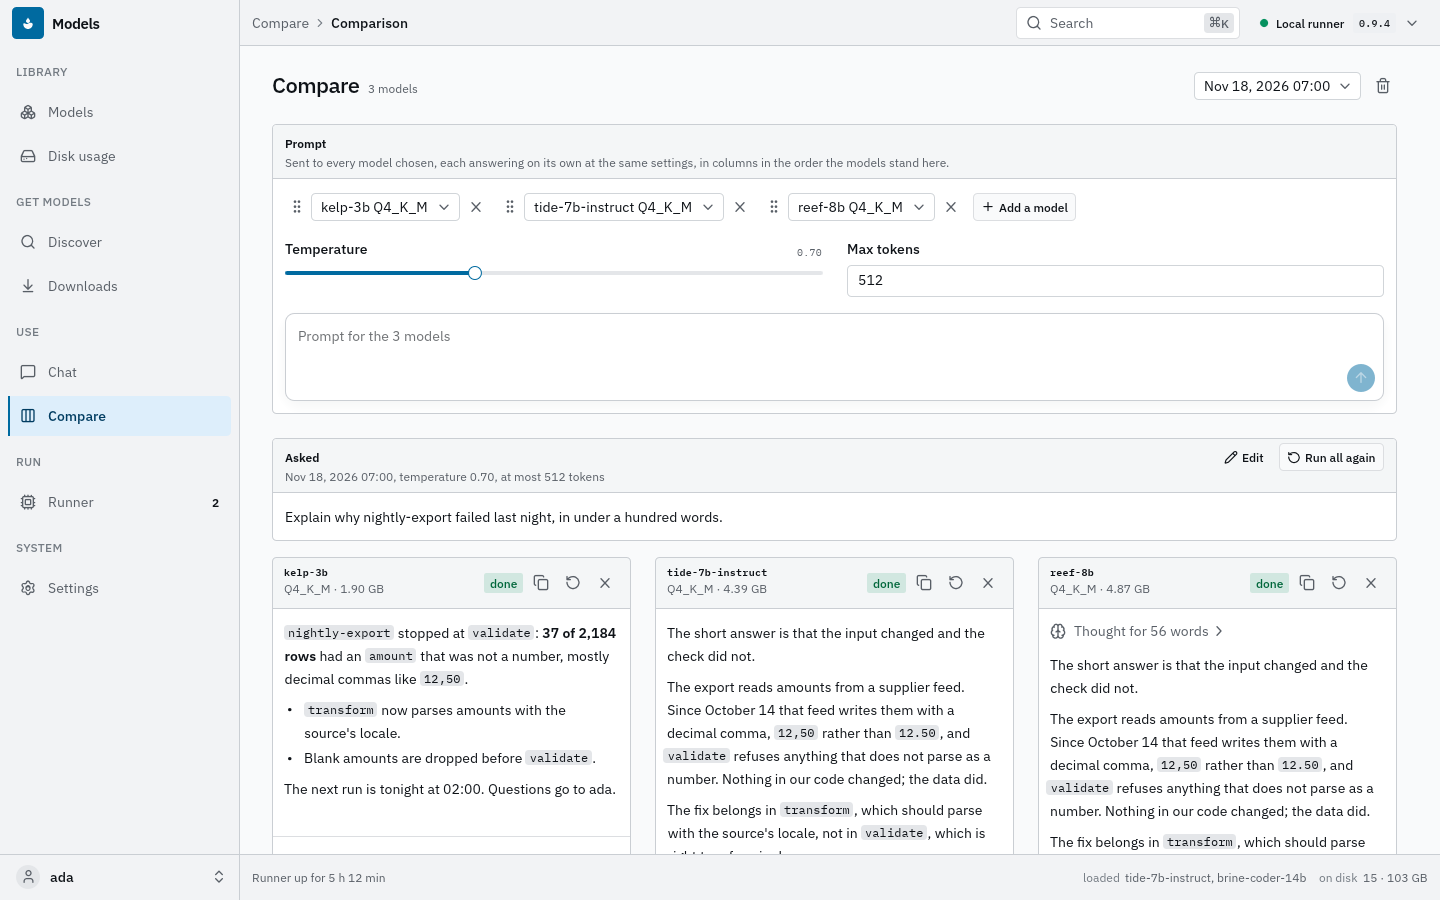 Models
Compare
Comparison
Search
⌘K
Local runner
0.9.4
LIBRARY
Models
Disk usage
GET MODELS
Discover
Downloads
USE
Chat
Compare
RUN
Runner
2
SYSTEM
Settings
ada
Compare
3 models
Nov 18, 2026 07:00
Prompt
Sent to every model chosen, each answering on its own at the same settings, in columns in the order the models stand here.
kelp-3b Q4_K_M
tide-7b-instruct Q4_K_M
reef-8b Q4_K_M
Add a model
Temperature
0.70
Max tokens
512
Prompt for the 3 models
Asked
Nov 18, 2026 07:00, temperature 0.70, at most 512 tokens
Edit
Run all again
Explain why nightly-export failed last night, in under a hundred words.
kelp-3b
Q4_K_M · 1.90 GB
done
nightly-export stopped at validate: 37 of 2,184
rows had an amount that was not a number, mostly
decimal commas like 12,50.
• transform now parses amounts with the
source's locale.
• Blank amounts are dropped before validate.
The next run is tonight at 02:00. Questions go to ada.
tide-7b-instruct
Q4_K_M · 4.39 GB
done
The short answer is that the input changed and the
check did not.
The export reads amounts from a supplier feed.
Since October 14 that feed writes them with a
decimal comma, 12,50 rather than 12.50, and
validate refuses anything that does not parse as a
number. Nothing in our code changed; the data did.
The fix belongs in transform, which should parse
with the source's locale, not in validate, which is
reef-8b
Q4_K_M · 4.87 GB
done
Thought for 56 words
The short answer is that the input changed and the
check did not.
The export reads amounts from a supplier feed.
Since October 14 that feed writes them with a
decimal comma, 12,50 rather than 12.50, and
validate refuses anything that does not parse as a
number. Nothing in our code changed; the data did.
The fix belongs in transform, which should parse
Runner up for 5 h 12 min
loaded tide-7b-instruct, brine-coder-14b
on disk 15 · 103 GB